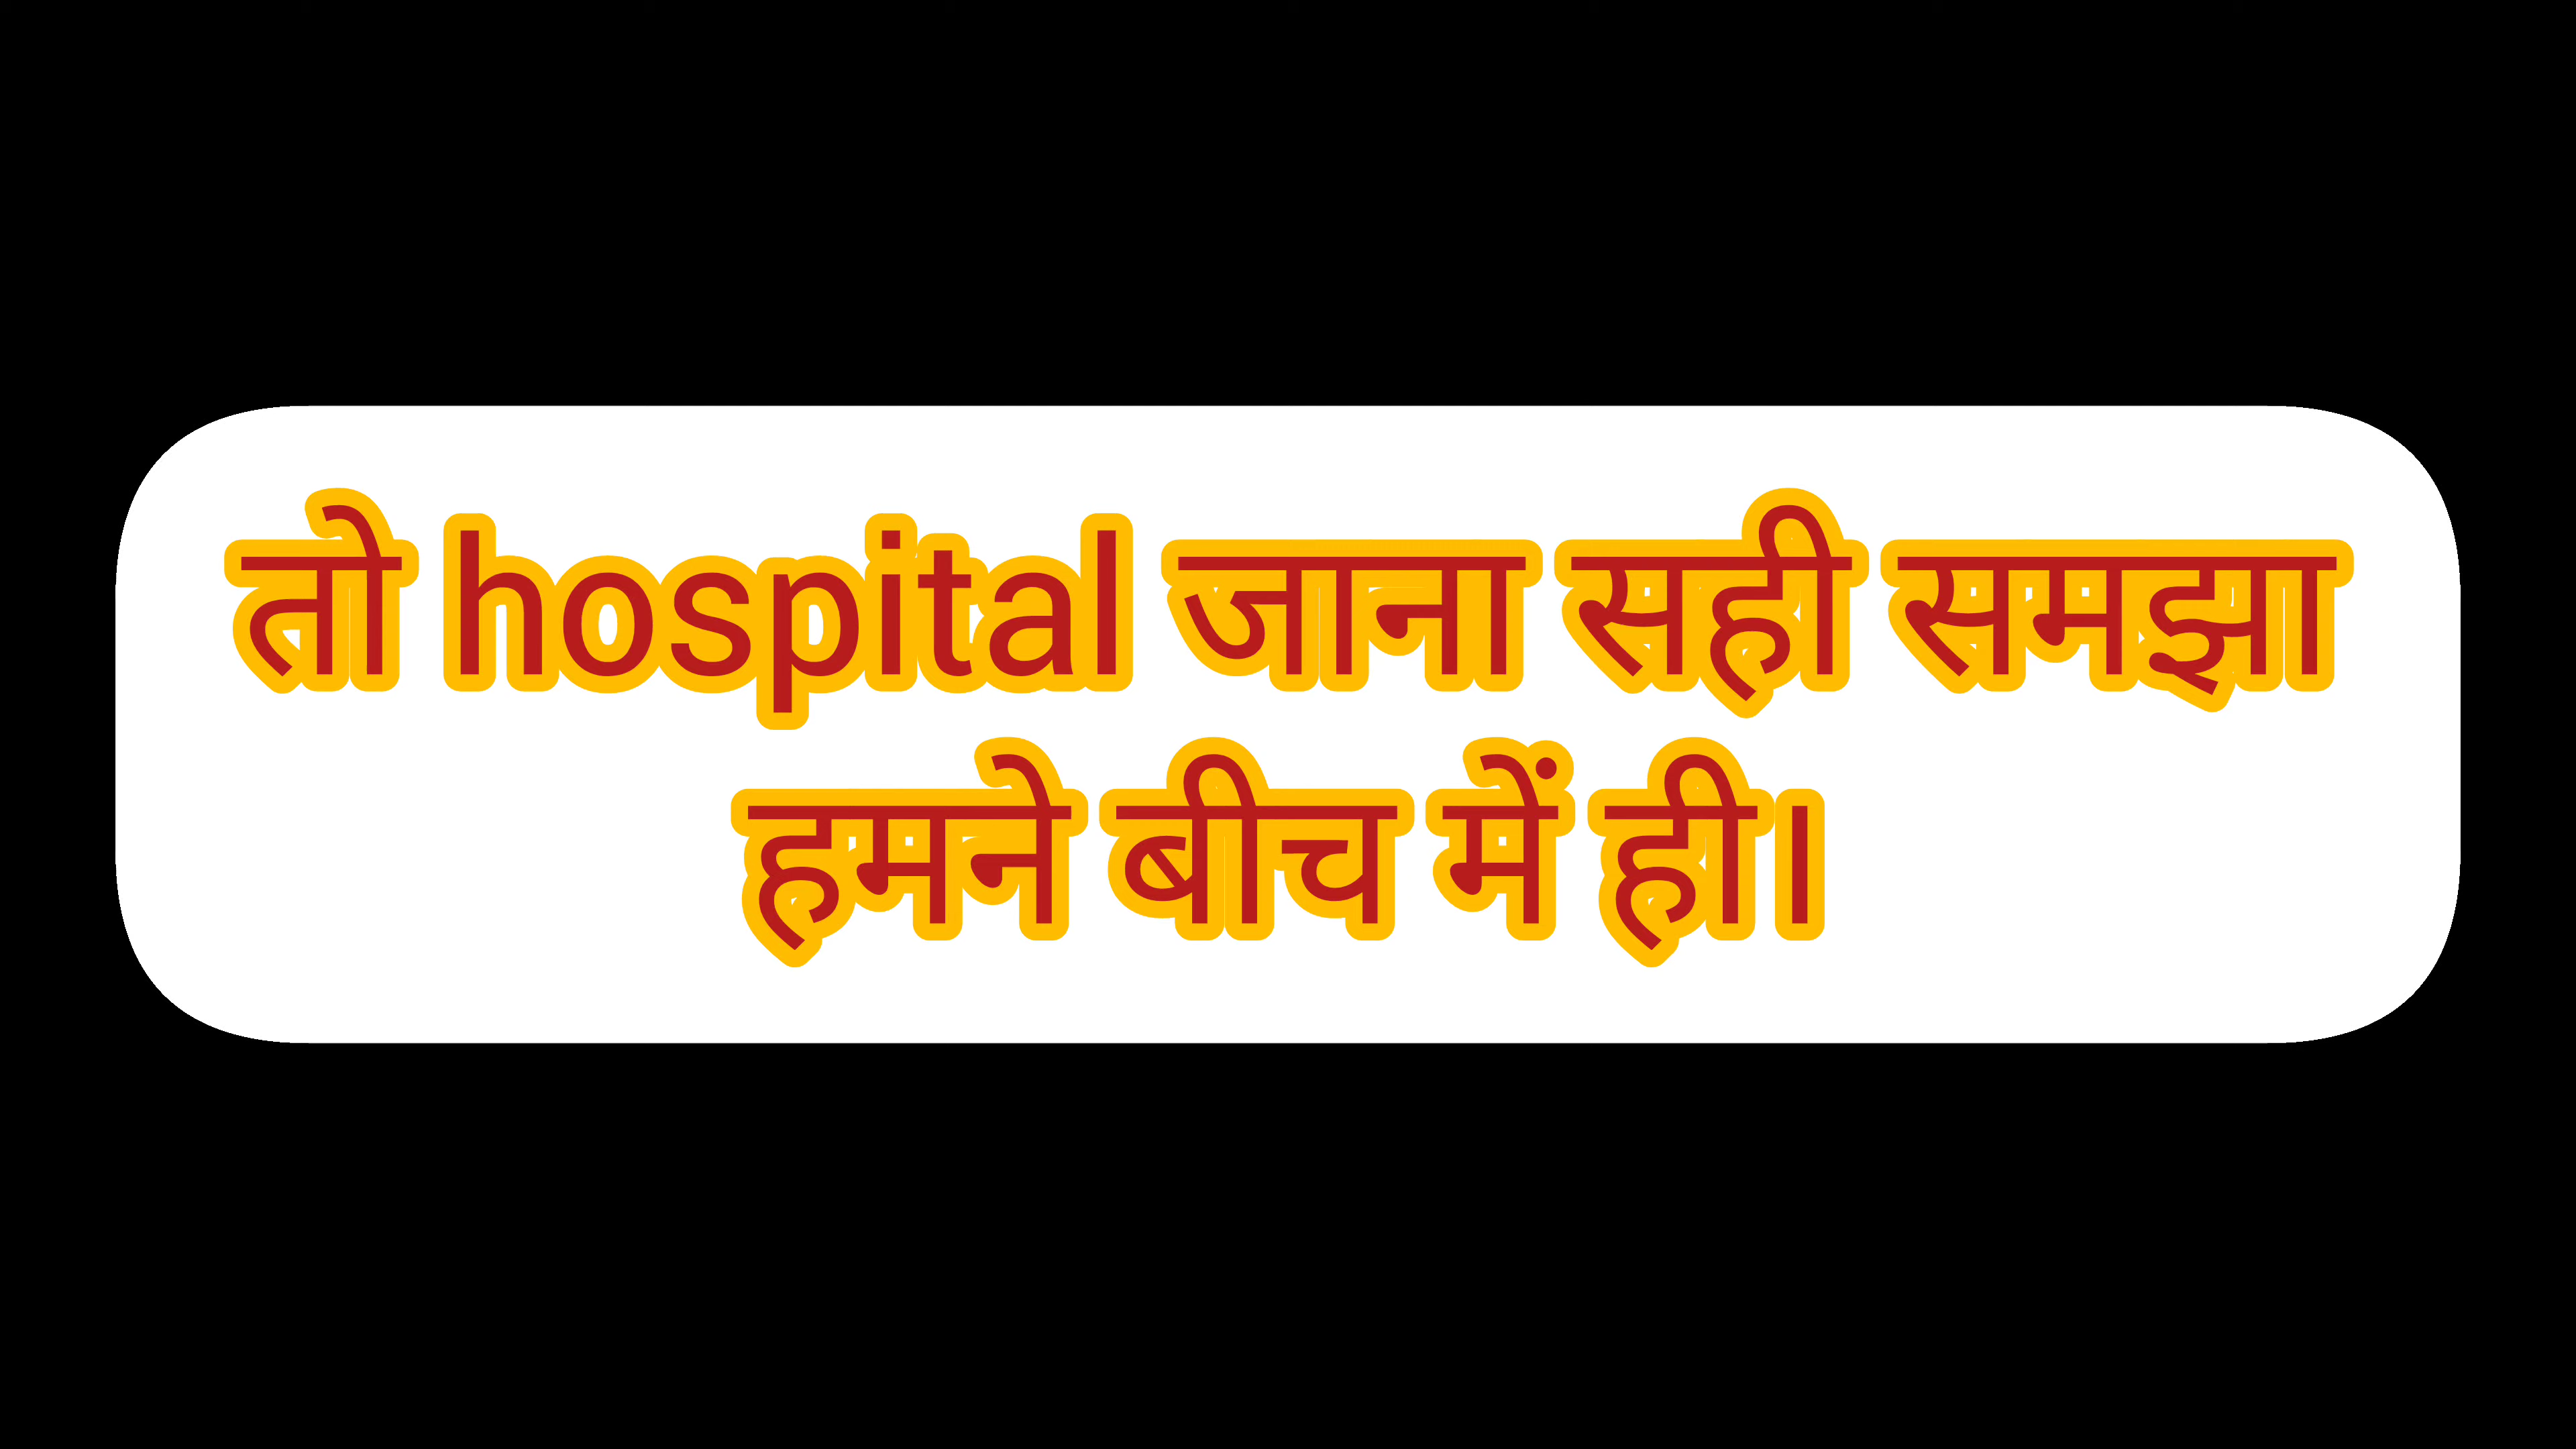 तो hospital जाना सही समझा
हमने बीच में ही।